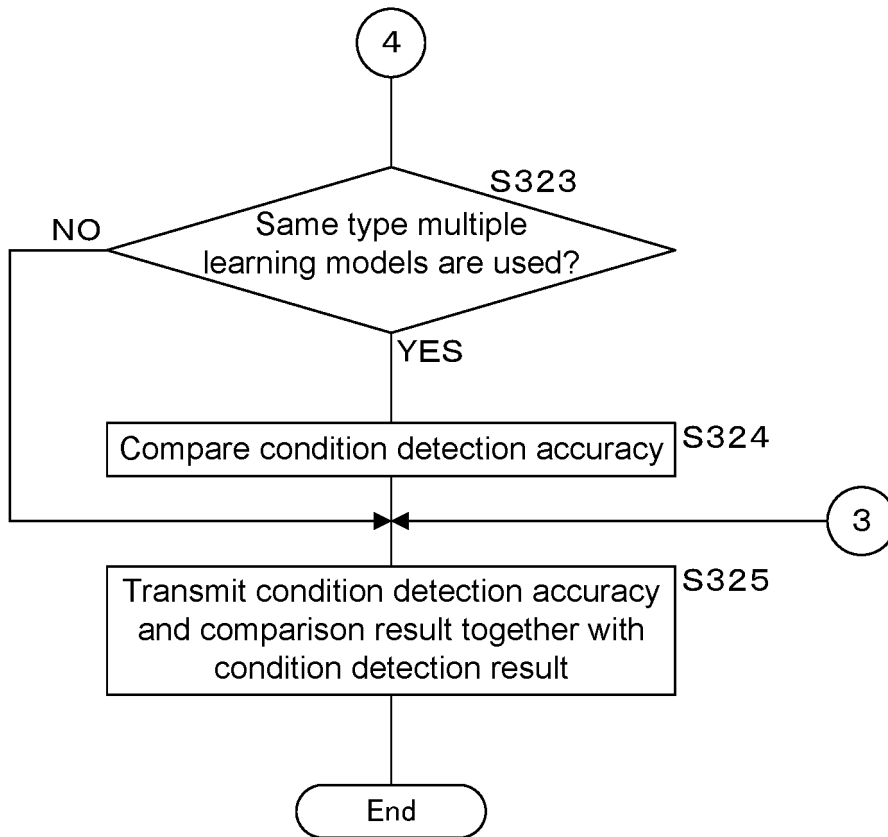 4
S323
Same type multiple
learning models are used?
NO
YES
Compare condition detection accuracy
S324
3
S325
Transmit condition detection accuracy
and comparison result together with
condition detection result
End